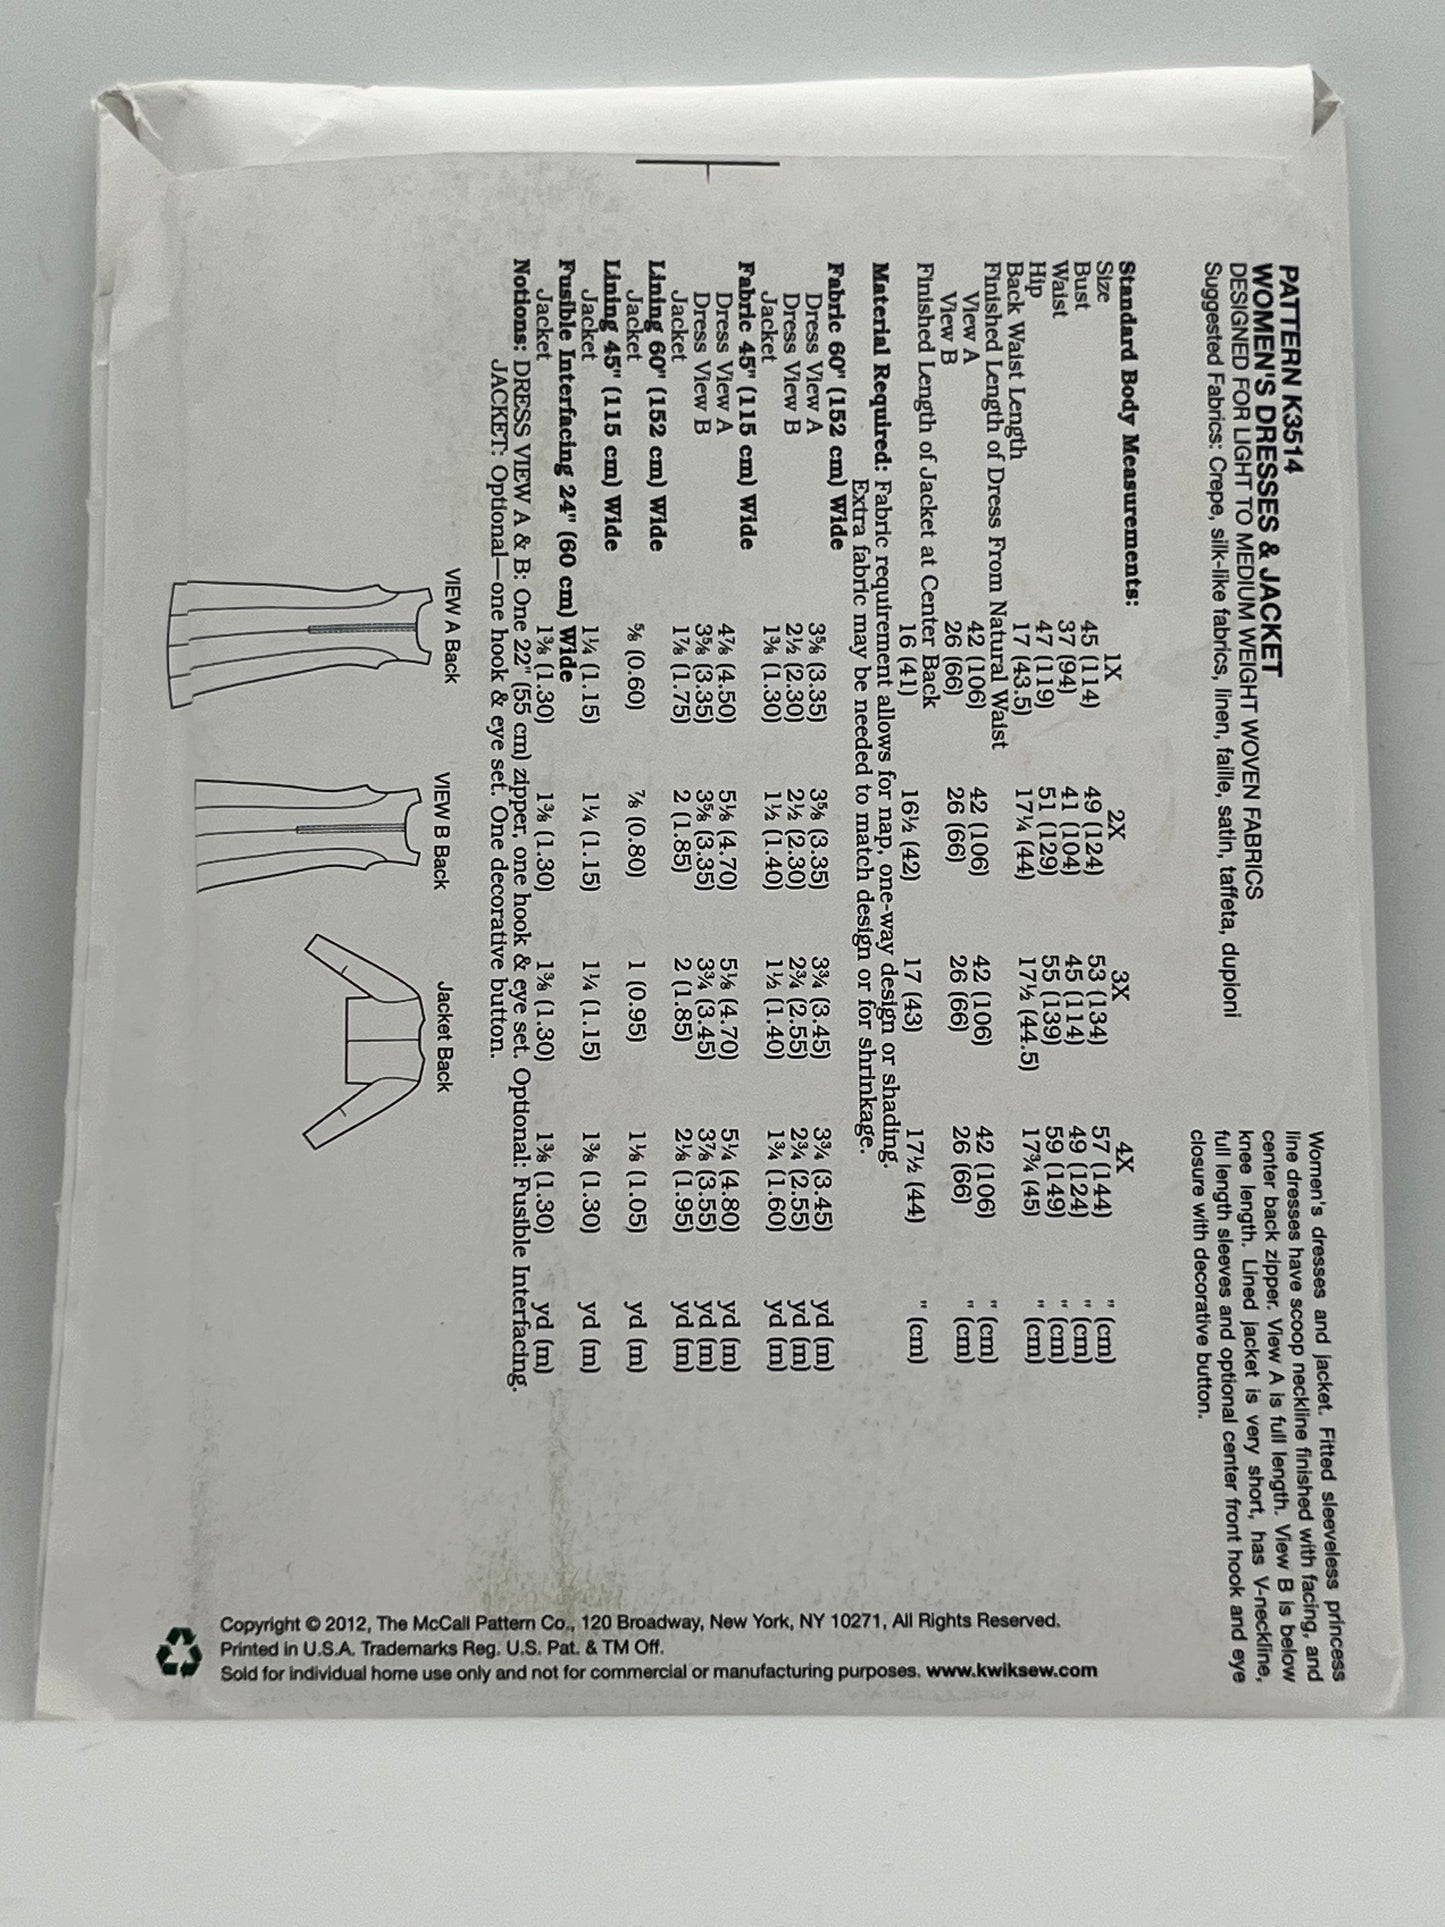 PATTERN K3514
WOMEN'S DRESSES & JACKET
DESIGNED FOR LIGHT TO MEDIUM WEIGHT WOVEN FABRICS
Suggested Fabrics: Crepe, silk-like fabrics, linen, faille, satin, taffeta, dupioni
Women's dresses and jacket. Fitted sleeveless princess
line dresses have scoop neckline finished with facing, and
center back zipper. View A is full length. View B is below
knee length. Lined jacket is very short, has V-neckline,
full length sleeves and optional center front hook and eye
closure with decorative button.
Standard Body Measurements:
Size 1X 2X 3X 4X
Bust 45 (114) 49 (124) 53 (134) 57 (144) " (cm)
Waist 37 (94) 41 (104) 45 (114) 49 (124) " (cm)
Hip 47 (119) 51 (129) 55 (139) 59 (149) " (cm)
Back Waist Length 17 (43.5) 17¼ (44) 17½ (44.5) 17¾ (45) " (cm)
Finished Length of Dress From Natural Waist
View A 42 (106) 42 (106) 42 (106) 42 (106) " (cm)
View B 26 (66) 26 (66) 26 (66) 26 (66) " (cm)
Finished Length of Jacket at Center Back
16 (41) 16½ (42) 17 (43) 17½ (44) " (cm)
Material Required: Fabric requirement allows for nap, one-way design or shading.
Extra fabric may be needed to match design or for shrinkage.
Fabric 60" (152 cm) Wide
Dress View A 3⅝ (3.35) 3⅝ (3.35) 3¾ (3.45) 3¾ (3.45) yd (m)
Dress View B 2½ (2.30) 2½ (2.30) 2¾ (2.55) 2¾ (2.55) yd (m)
Jacket 1⅜ (1.30) 1½ (1.40) 1½ (1.40) 1¾ (1.60) yd (m)
Fabric 45" (115 cm) Wide
Dress View A 4⅞ (4.50) 5⅛ (4.70) 5⅛ (4.70) 5¼ (4.80) yd (m)
Dress View B 3⅝ (3.35) 3⅝ (3.35) 3¾ (3.45) 3⅞ (3.55) yd (m)
Jacket 1⅞ (1.75) 2 (1.85) 2 (1.85) 2⅛ (1.95) yd (m)
Lining 60" (152 cm) Wide
Jacket ⅝ (0.60) ⅞ (0.80) 1 (0.95) 1⅛ (1.05) yd (m)
Lining 45" (115 cm) Wide
Jacket 1¼ (1.15) 1¼ (1.15) 1¼ (1.15) 1⅜ (1.30) yd (m)
Fusible Interfacing 24" (60 cm) Wide
Jacket 1⅜ (1.30) 1⅜ (1.30) 1⅜ (1.30) 1⅜ (1.30) yd (m)
Notions: DRESS VIEW A & B: One 22" (55 cm) zipper, one hook & eye set. Optional: Fusible Interfacing.
JACKET: Optional—one hook & eye set. One decorative button.
VIEW A Back
VIEW B Back
Jacket Back
Copyright © 2012, The McCall Pattern Co., 120 Broadway, New York, NY 10271, All Rights Reserved.
Printed in U.S.A. Trademarks Reg. U.S. Pat. & TM Off.
Sold for individual home use only and not for commercial or manufacturing purposes. www.kwiksew.com